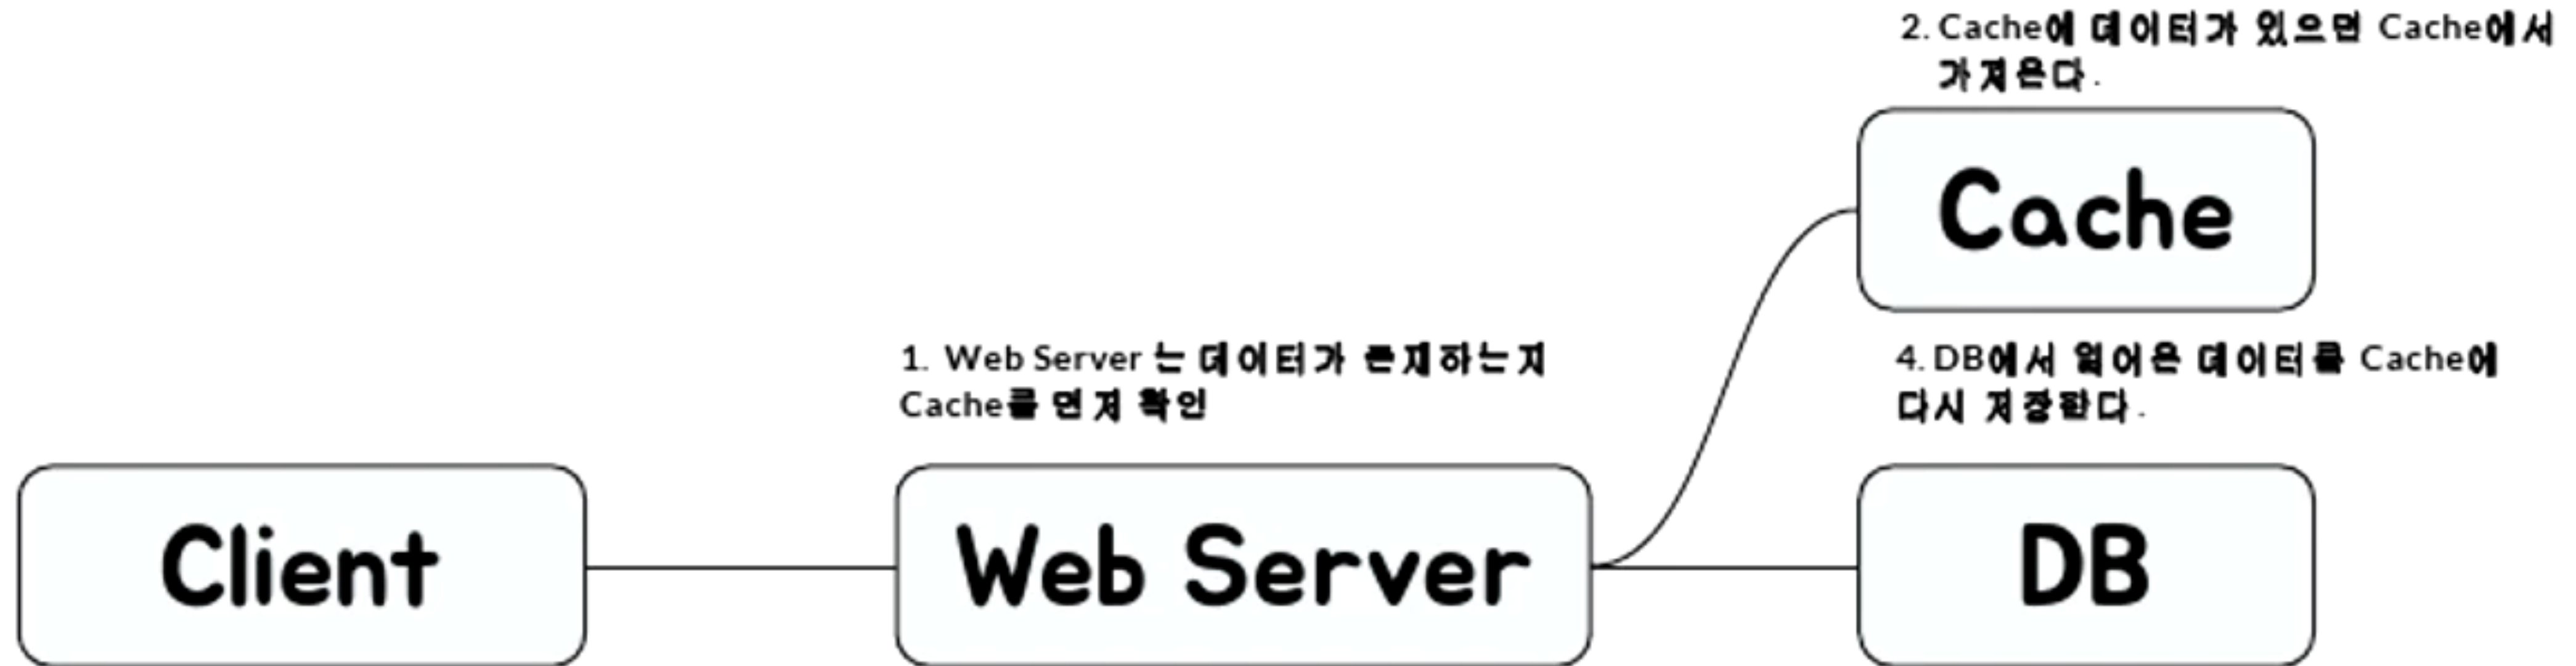 2. Cache에 데이터가 있으면 Cache에서
가져온다.
Cache
1. Web Server 는 데이터가 존재하는지
Cache를 먼저 확인
4. DB에서 읽어온 데이터를 Cache에
다시 저장한다.
Client
Web Server
DB